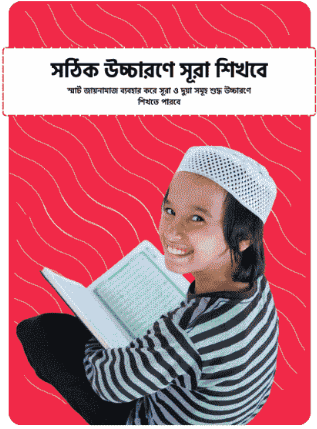 সঠিক উচ্চারণে সূরা শিখবে
স্মার্ট জায়নামাজ ব্যবহার করে সূরা ও দুয়া সমূহ শুদ্ধ উচ্চারণে
শিখতে পারবে